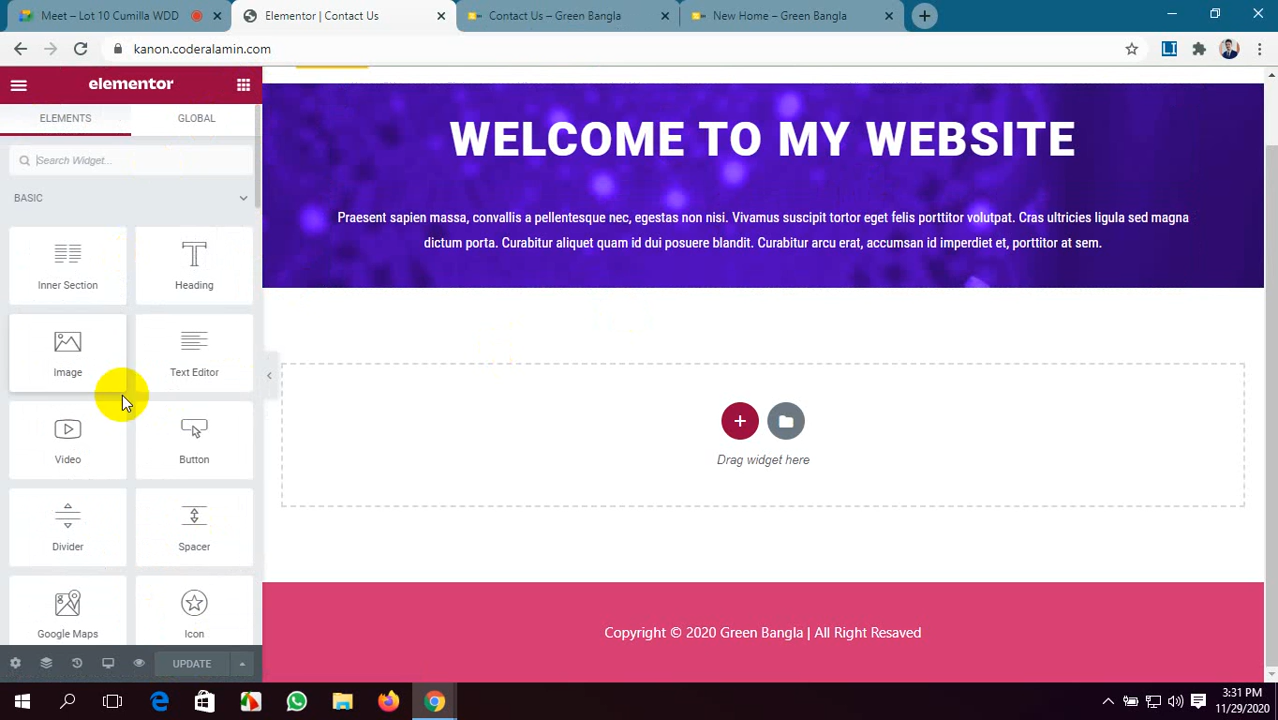 Meet – Lot 10 Cumilla WDD
Elementor | Contact Us
Contact Us – Green Bangla
New Home – Green Bangla
kanon.coderalamin.com
elementor
ELEMENTS
GLOBAL
Search Widget...
BASIC
Inner Section
Heading
Image
Text Editor
Video
Button
Divider
Spacer
Google Maps
Icon
UPDATE
WELCOME TO MY WEBSITE
Praesent sapien massa, convallis a pellentesque nec, egestas non nisi. Vivamus suscipit tortor eget felis porttitor volutpat. Cras ultricies ligula sed magna
dictum porta. Curabitur aliquet quam id dui posuere blandit. Curabitur arcu erat, accumsan id imperdiet et, porttitor at sem.
Drag widget here
Copyright © 2020 Green Bangla | All Right Resaved
3:31 PM
11/29/2020